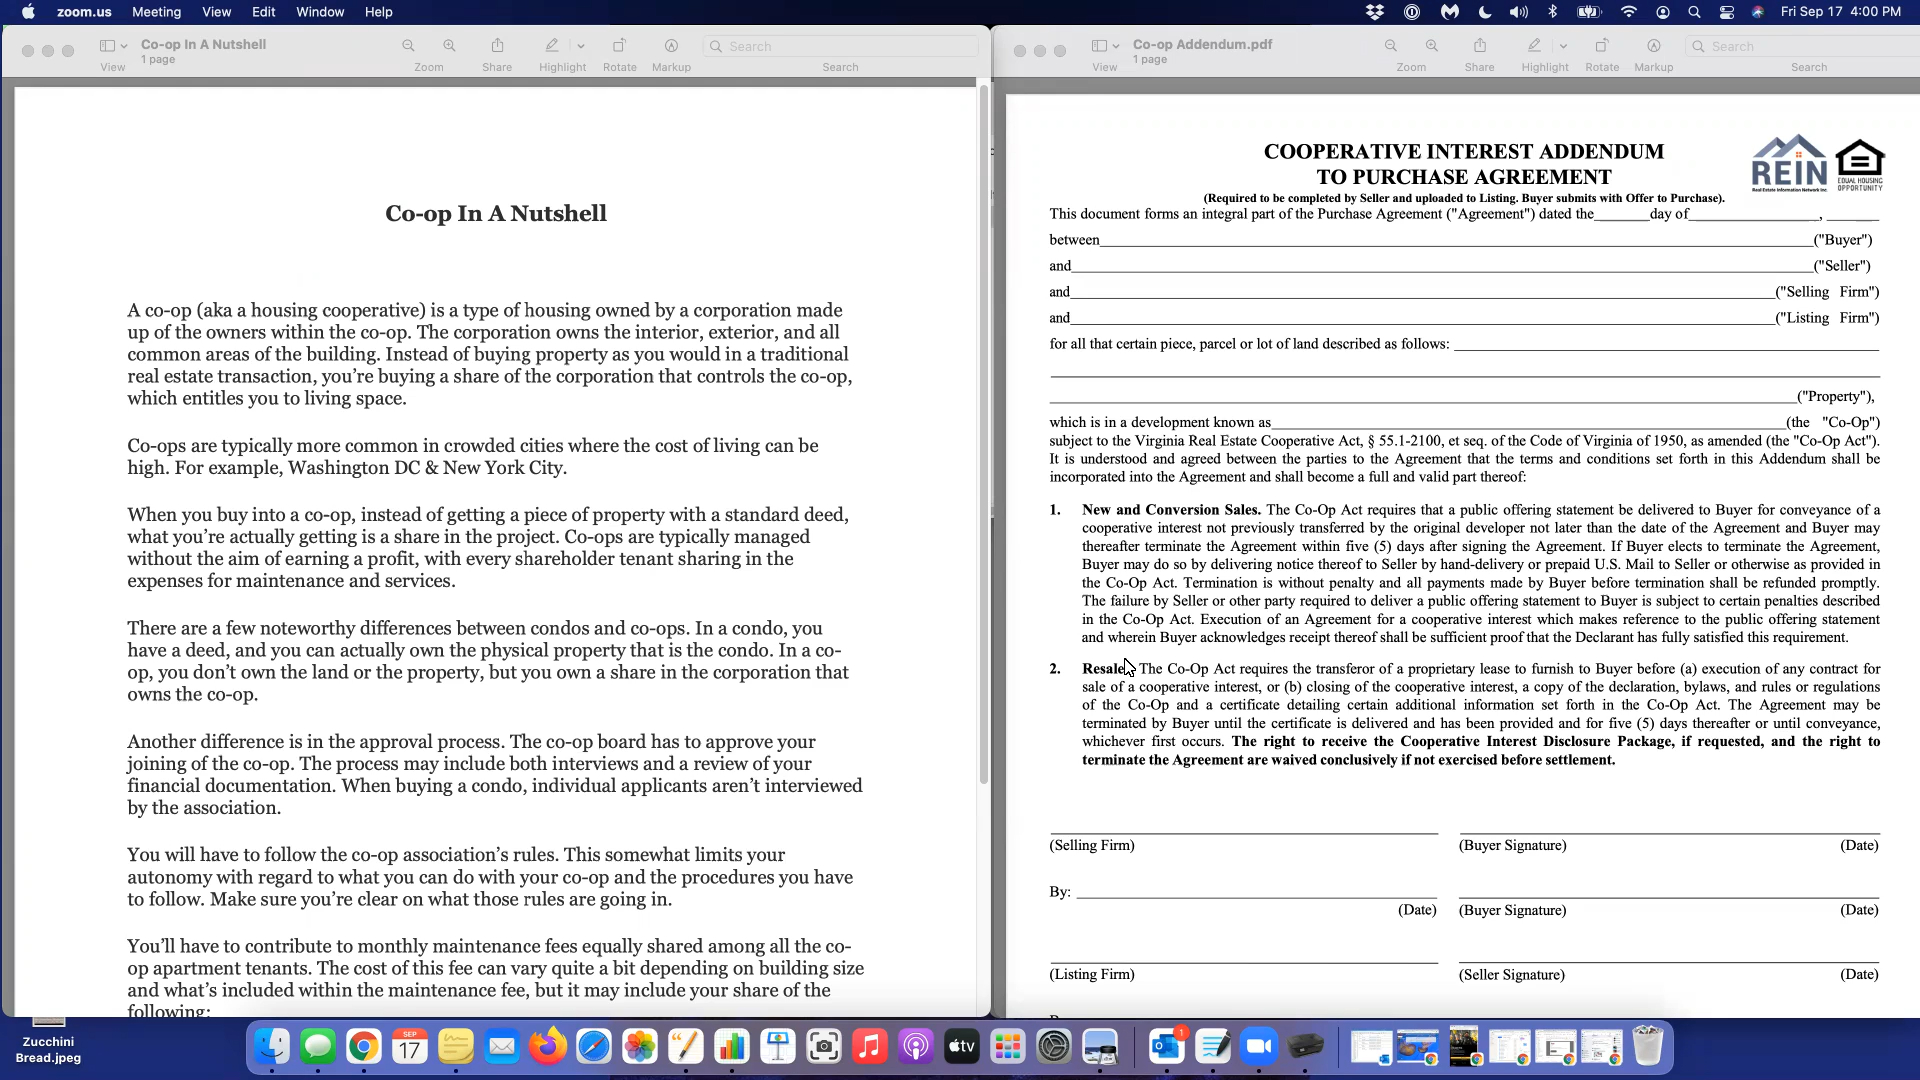 zoom.us Meeting View Edit Window Help
Fri Sep 17 4:00 PM
Co-op In A Nutshell
1 page
View Zoom Share Highlight Rotate Markup Search
Search
Co-op Addendum.pdf
1 page
View Zoom Share Highlight Rotate Markup Search
Search
Co-op In A Nutshell
A co-op (aka a housing cooperative) is a type of housing owned by a corporation made
up of the owners within the co-op. The corporation owns the interior, exterior, and all
common areas of the building. Instead of buying property as you would in a traditional
real estate transaction, you’re buying a share of the corporation that controls the co-op,
which entitles you to living space.
Co-ops are typically more common in crowded cities where the cost of living can be
high. For example, Washington DC & New York City.
When you buy into a co-op, instead of getting a piece of property with a standard deed,
what you’re actually getting is a share in the project. Co-ops are typically managed
without the aim of earning a profit, with every shareholder tenant sharing in the
expenses for maintenance and services.
There are a few noteworthy differences between condos and co-ops. In a condo, you
have a deed, and you can actually own the physical property that is the condo. In a co-
op, you don’t own the land or the property, but you own a share in the corporation that
owns the co-op.
Another difference is in the approval process. The co-op board has to approve your
joining of the co-op. The process may include both interviews and a review of your
financial documentation. When buying a condo, individual applicants aren’t interviewed
by the association.
You will have to follow the co-op association’s rules. This somewhat limits your
autonomy with regard to what you can do with your co-op and the procedures you have
to follow. Make sure you’re clear on what those rules are going in.
You’ll have to contribute to monthly maintenance fees equally shared among all the co-
op apartment tenants. The cost of this fee can vary quite a bit depending on building size
and what’s included within the maintenance fee, but it may include your share of the
following:
COOPERATIVE INTEREST ADDENDUM
TO PURCHASE AGREEMENT
REIN
Real Estate Information Network Inc.
EQUAL HOUSING
OPPORTUNITY
(Required to be completed by Seller and uploaded to Listing. Buyer submits with Offer to Purchase).
This document forms an integral part of the Purchase Agreement ("Agreement") dated the_______day of_________________, _______
between______("Buyer")
and______("Seller")
and______("Selling Firm")
and______("Listing Firm")
for all that certain piece, parcel or lot of land described as follows: ______
______("Property"),
which is in a development known as______(the "Co-Op")
subject to the Virginia Real Estate Cooperative Act, § 55.1-2100, et seq. of the Code of Virginia of 1950, as amended (the "Co-Op Act").
It is understood and agreed between the parties to the Agreement that the terms and conditions set forth in this Addendum shall be
incorporated into the Agreement and shall become a full and valid part thereof:
1. New and Conversion Sales. The Co-Op Act requires that a public offering statement be delivered to Buyer for conveyance of a
cooperative interest not previously transferred by the original developer not later than the date of the Agreement and Buyer may
thereafter terminate the Agreement within five (5) days after signing the Agreement. If Buyer elects to terminate the Agreement,
Buyer may do so by delivering notice thereof to Seller by hand-delivery or prepaid U.S. Mail to Seller or otherwise as provided in
the Co-Op Act. Termination is without penalty and all payments made by Buyer before termination shall be refunded promptly.
The failure by Seller or other party required to deliver a public offering statement to Buyer is subject to certain penalties described
in the Co-Op Act. Execution of an Agreement for a cooperative interest which makes reference to the public offering statement
and wherein Buyer acknowledges receipt thereof shall be sufficient proof that the Declarant has fully satisfied this requirement.
2. Resale. The Co-Op Act requires the transferor of a proprietary lease to furnish to Buyer before (a) execution of any contract for
sale of a cooperative interest, or (b) closing of the cooperative interest, a copy of the declaration, bylaws, and rules or regulations
of the Co-Op and a certificate detailing certain additional information set forth in the Co-Op Act. The Agreement may be
terminated by Buyer until the certificate is delivered and has been provided and for five (5) days thereafter or until conveyance,
whichever first occurs. The right to receive the Cooperative Interest Disclosure Package, if requested, and the right to
terminate the Agreement are waived conclusively if not exercised before settlement.
(Selling Firm) (Buyer Signature) (Date)
By: ______
(Date) (Buyer Signature) (Date)
(Listing Firm) (Seller Signature) (Date)
Zucchini
Bread.jpeg
SEP
17
tv
1